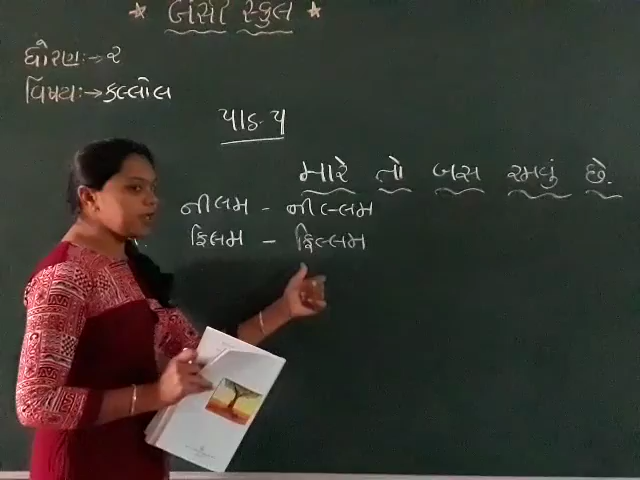 ★ બંસી સ્કુલ ★
ધોરણ:→ ૨
વિષય:→ કલ્લોલ
પાઠ-૫
મારે તો બસ રમવું છે.
નીલમ - નીલ્લમ
ફિલમ - ફિલ્લમ